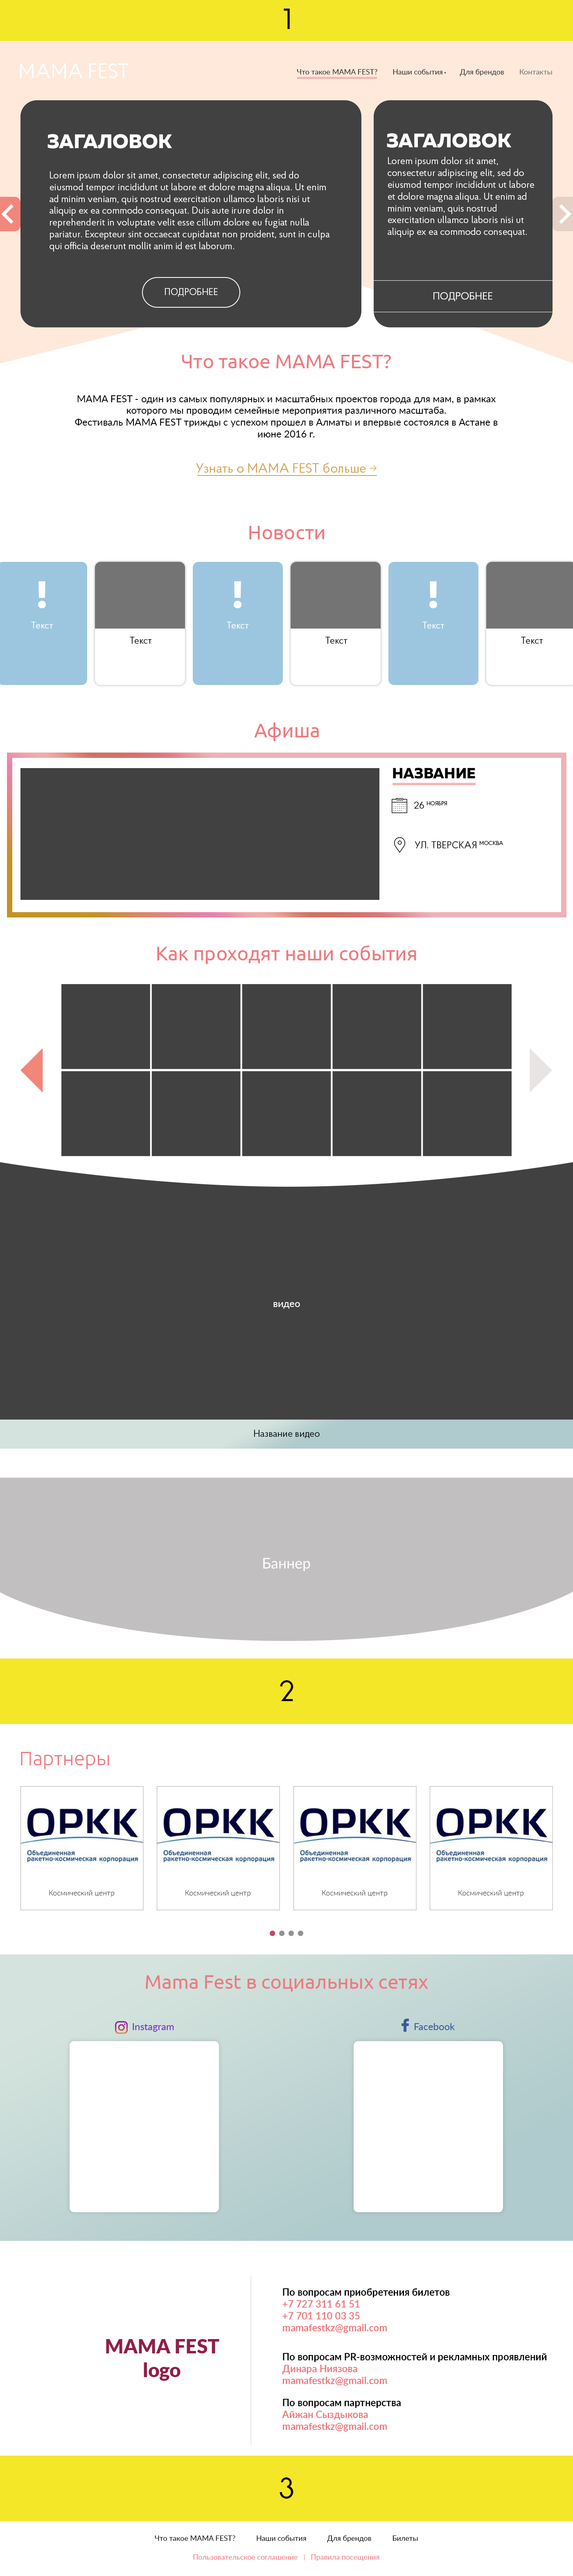 1
MAMA FEST
Что такое MAMA FEST? Наши события Для брендов Контакты
ЗАГАЛОВОК
Lorem ipsum dolor sit amet, consectetur adipiscing elit, sed do
eiusmod tempor incididunt ut labore et dolore magna aliqua. Ut enim
ad minim veniam, quis nostrud exercitation ullamco laboris nisi ut
aliquip ex ea commodo consequat. Duis aute irure dolor in
reprehenderit in voluptate velit esse cillum dolore eu fugiat nulla
pariatur. Excepteur sint occaecat cupidatat non proident, sunt in culpa
qui officia deserunt mollit anim id est laborum.
ПОДРОБНЕЕ
ЗАГАЛОВОК
Lorem ipsum dolor sit amet,
consectetur adipiscing elit, sed do
eiusmod tempor incididunt ut labore
et dolore magna aliqua. Ut enim ad
minim veniam, quis nostrud
exercitation ullamco laboris nisi ut
aliquip ex ea commodo consequat.
ПОДРОБНЕЕ
Что такое MAMA FEST?
MAMA FEST - один из самых популярных и масштабных проектов города для мам, в рамках
которого мы проводим семейные мероприятия различного масштаба.
Фестиваль MAMA FEST трижды с успехом прошел в Алматы и впервые состоялся в Астане в
июне 2016 г.
Узнать о MAMA FEST больше →
Новости
! ! !
Текст Текст Текст Текст Текст Текст
Афиша
НАЗВАНИЕ
26 НОЯБРЯ
УЛ. ТВЕРСКАЯ МОСКВА
Как проходят наши события
видео
Название видео
Баннер
2
Партнеры
ОРКК ОРКК ОРКК ОРКК
Объединенная Объединенная Объединенная Объединенная
ракетно-космическая корпорация ракетно-космическая корпорация ракетно-космическая корпорация ракетно-космическая корпорация
Космический центр Космический центр Космический центр Космический центр
Mama Fest в социальных сетях
Instagram Facebook
MAMA FEST
logo
По вопросам приобретения билетов
+7 727 311 61 51
+7 701 110 03 35
mamafestkz@gmail.com
По вопросам PR-возможностей и рекламных проявлений
Динара Ниязова
mamafestkz@gmail.com
По вопросам партнерства
Айжан Сыздыкова
mamafestkz@gmail.com
3
Что такое MAMA FEST? Наши события Для брендов Билеты
Пользовательское соглашение | Правила посещения